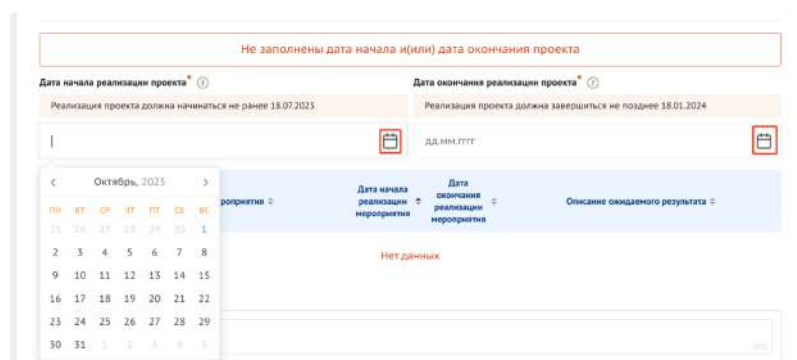 Не заполнены дата начала и(или) дата окончания проекта
Дата начала реализации проекта*
Дата окончания реализации проекта*
Реализация проекта должна начинаться не ранее 18.07.2023
Реализация проекта должна завершиться не позднее 18.01.2024
дд.мм.гггг
Октябрь, 2023
роприятия
Дата начала реализации мероприятия
Дата окончания реализации мероприятия
Описание ожидаемого результата
ПН ВТ СР ЧТ ПТ СБ ВС
25 26 27 28 29 30 1
2 3 4 5 6 7 8
Нет данных
9 10 11 12 13 14 15
16 17 18 19 20 21 22
23 24 25 26 27 28 29
30 31 1 2 3 4 5